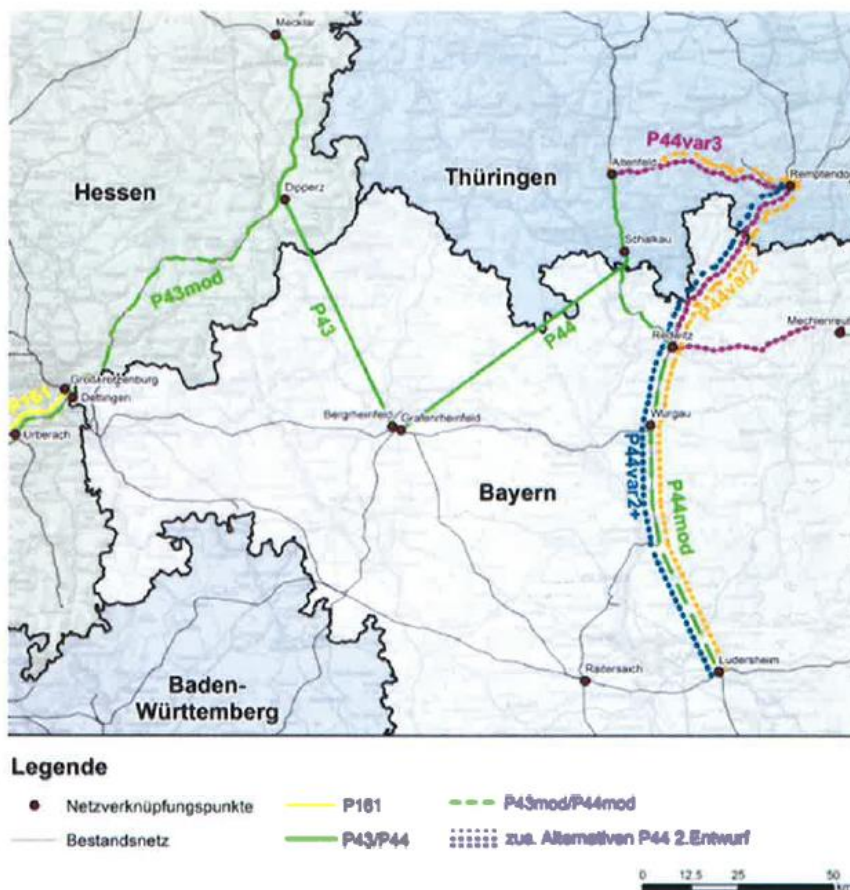 Mecklar
P44var3
Altenfeld
Remptendorf
Hessen
Dipperz
Thüringen
Schalkau
P43mod
P43
P44
P44var2
Redwitz
Mechlenreuth
Großkrotzenburg
Dettingen
P161
Urberach
Bergrheinfeld/
Grafenrheinfeld
Würgau
Bayern
P44var2+
P44mod
Raitersaich
Ludersheim
Baden-
Württemberg
Legende
Netzverknüpfungspunkte
P161
P43mod/P44mod
Bestandsnetz
P43/P44
zus. Alternativen P44 2.Entwurf
0 12.5 25 50
km